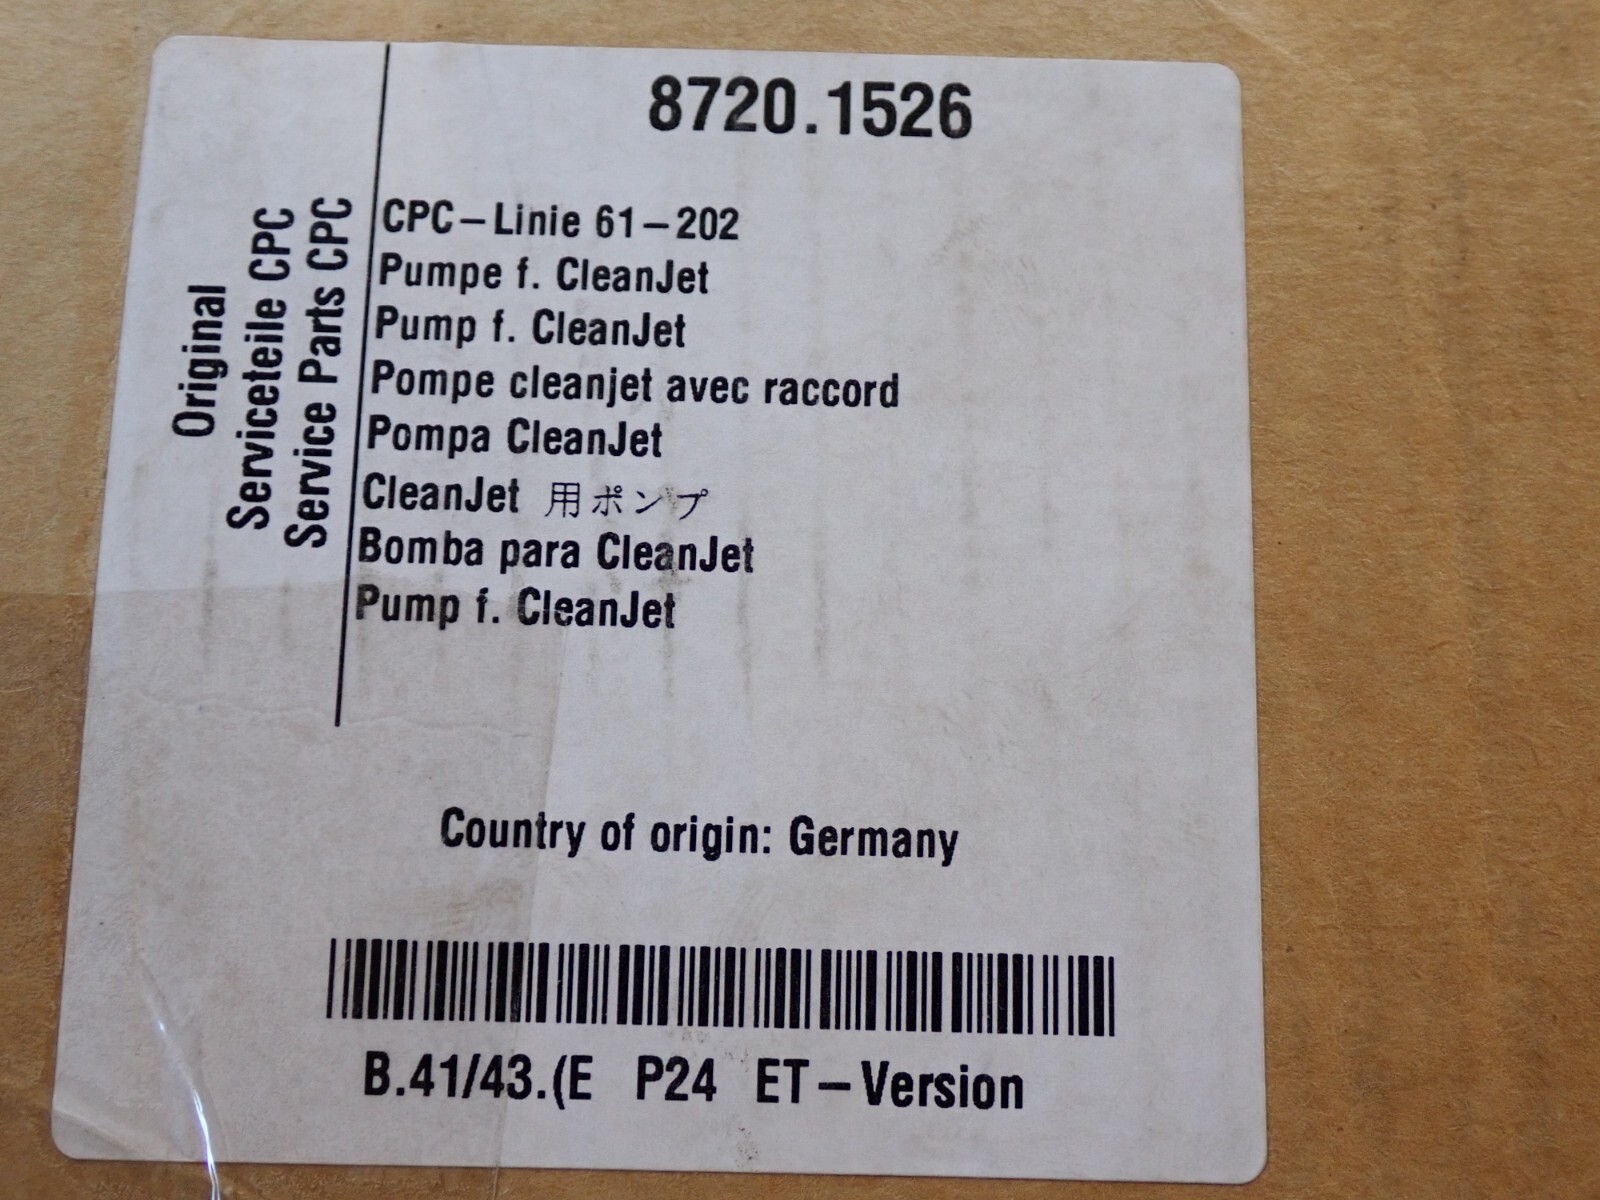 8720.1526
Original
Serviceteile CPC
Service Parts CPC
CPC–Linie 61–202
Pumpe f. CleanJet
Pump f. CleanJet
Pompe cleanjet avec raccord
Pompa CleanJet
CleanJet 用ポンプ
Bomba para CleanJet
Pump f. CleanJet
Country of origin: Germany
B.41/43.(E P24 ET–Version